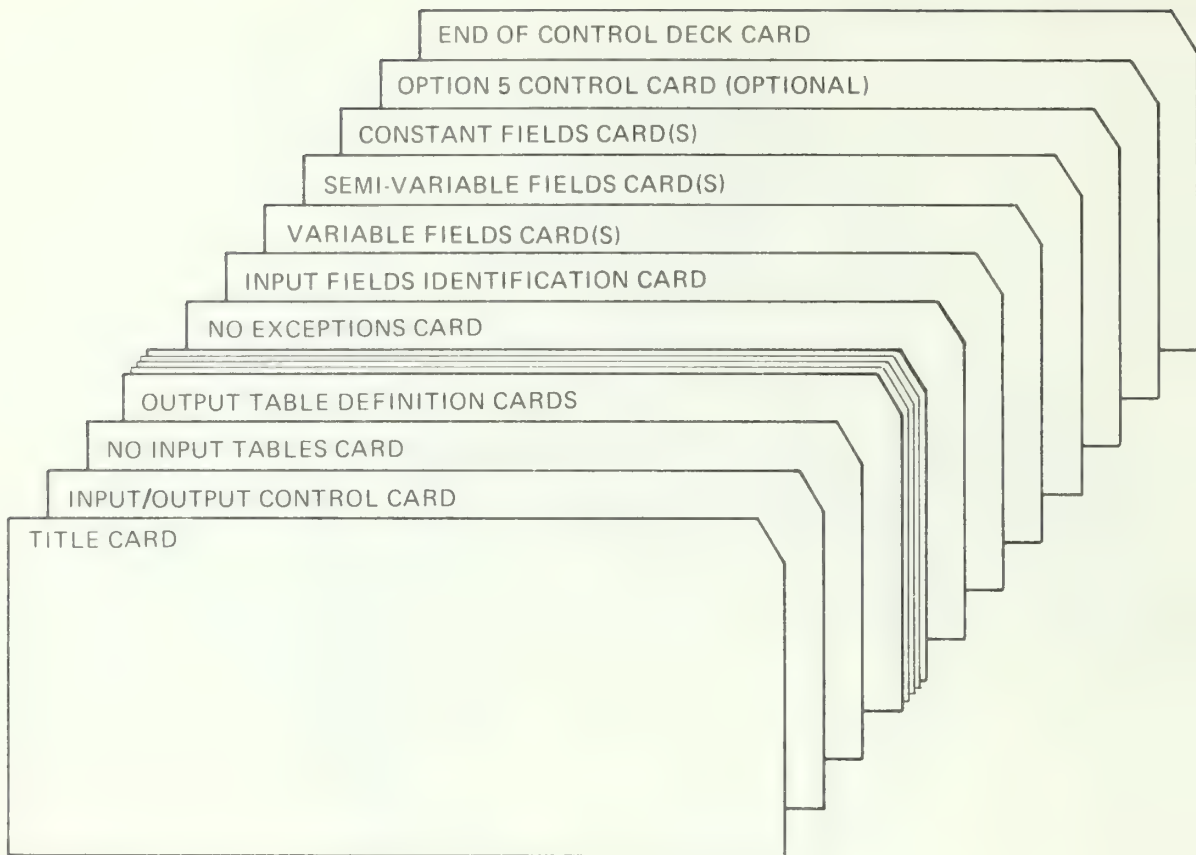 END OF CONTROL DECK CARD
OPTION 5 CONTROL CARD (OPTIONAL)
CONSTANT FIELDS CARD(S)
SEMI-VARIABLE FIELDS CARD(S)
VARIABLE FIELDS CARD(S)
INPUT FIELDS IDENTIFICATION CARD
NO EXCEPTIONS CARD
OUTPUT TABLE DEFINITION CARDS
NO INPUT TABLES CARD
INPUT/OUTPUT CONTROL CARD
TITLE CARD